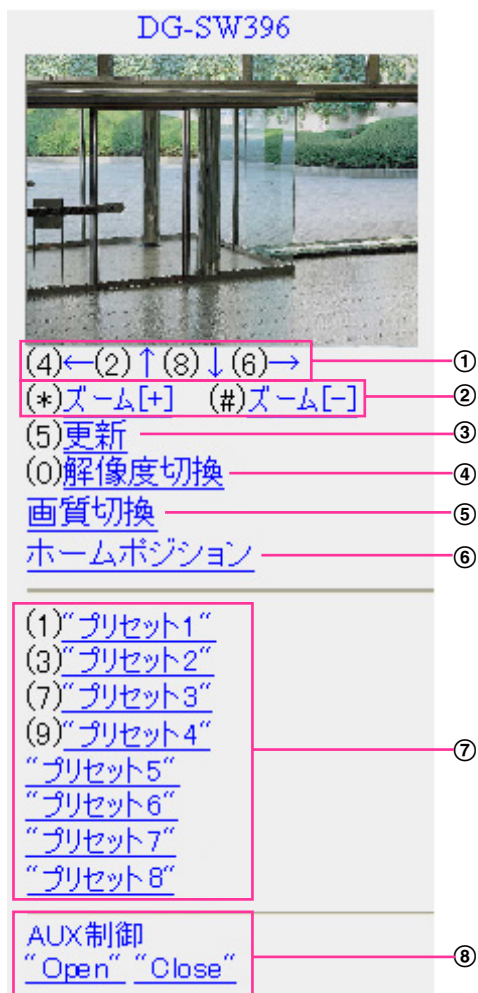 DG-SW396
(4)←(2)↑(8)↓(6)→ ①
(*)ズーム[+] (#)ズーム[-] ②
(5)更新 ③
(0)解像度切換 ④
画質切換 ⑤
ホームポジション ⑥
(1)“プリセット1”
(3)“プリセット2”
(7)“プリセット3”
(9)“プリセット4” ⑦
“プリセット5”
“プリセット6”
“プリセット7”
“プリセット8”
AUX制御
“Open” “Close” ⑧